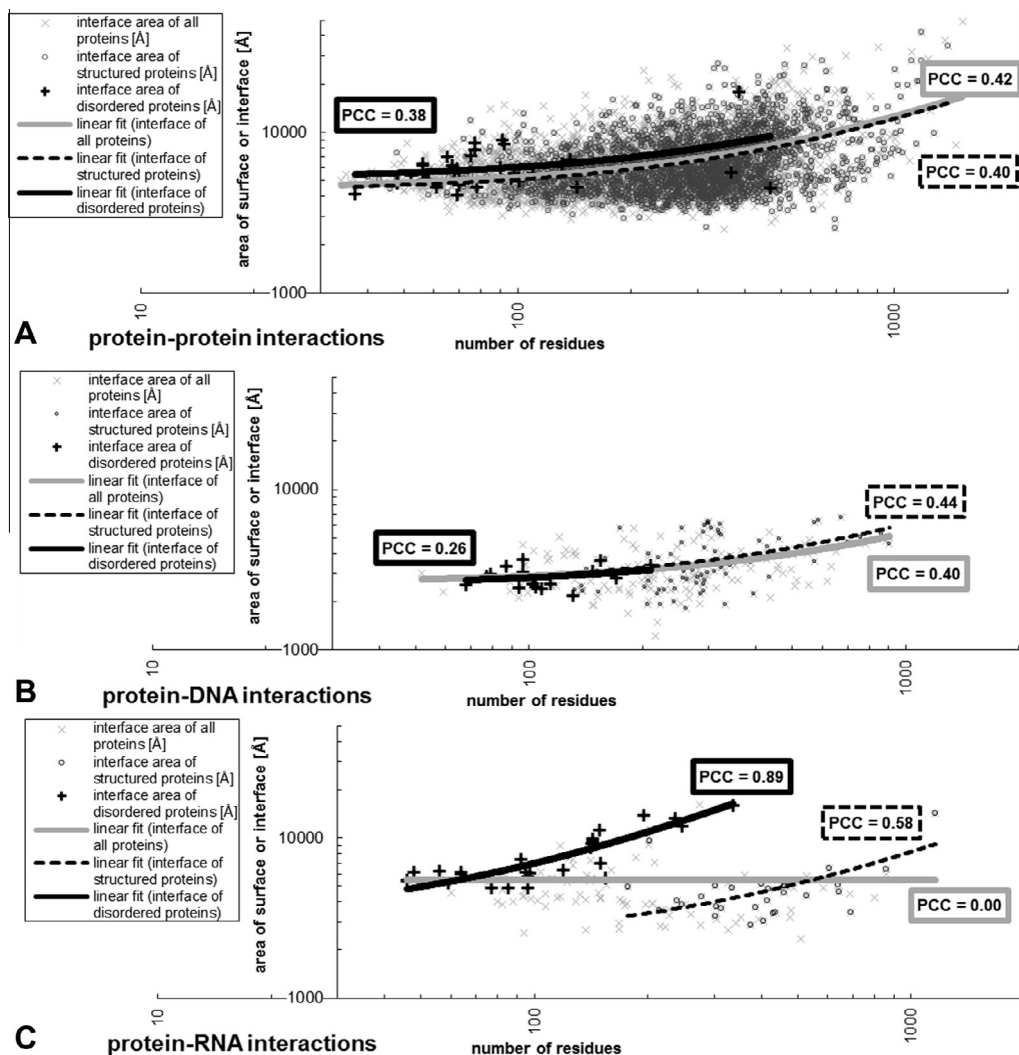 interface area of all
proteins [Å]
interface area of
structured proteins [Å]
interface area of
disordered proteins [Å]
linear fit (interface of
all proteins)
linear fit (interface of
structured proteins)
linear fit (interface of
disordered proteins)
area of surface or interface [Å]
10000
1000
PCC = 0.38
PCC = 0.42
PCC = 0.40
10
100
1000
number of residues
A protein-protein interactions
interface area of all
proteins [Å]
interface area of
structured proteins [Å]
interface area of
disordered proteins [Å]
linear fit (interface of
all proteins)
linear fit (interface of
structured proteins)
linear fit (interface of
disordered proteins)
area of surface or interface [Å]
10000
1000
PCC = 0.26
PCC = 0.44
PCC = 0.40
10
100
1000
number of residues
B protein-DNA interactions
interface area of all
proteins [Å]
interface area of
structured proteins [Å]
interface area of
disordered proteins [Å]
linear fit (interface of
all proteins)
linear fit (interface of
structured proteins)
linear fit (interface of
disordered proteins)
area of surface or interface [Å]
10000
1000
PCC = 0.89
PCC = 0.58
PCC = 0.00
10
100
1000
number of residues
C protein-RNA interactions